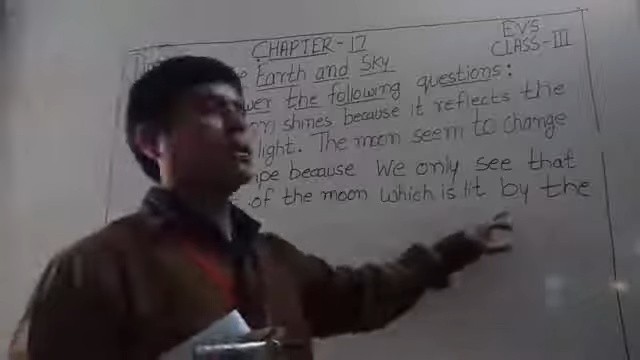 CHAPTER-17
EVS
CLASS-III
Earth and Sky
the following questions:
shines because it reflects the
light. The moon seem to change
because We only see that
of the moon which is lit by the